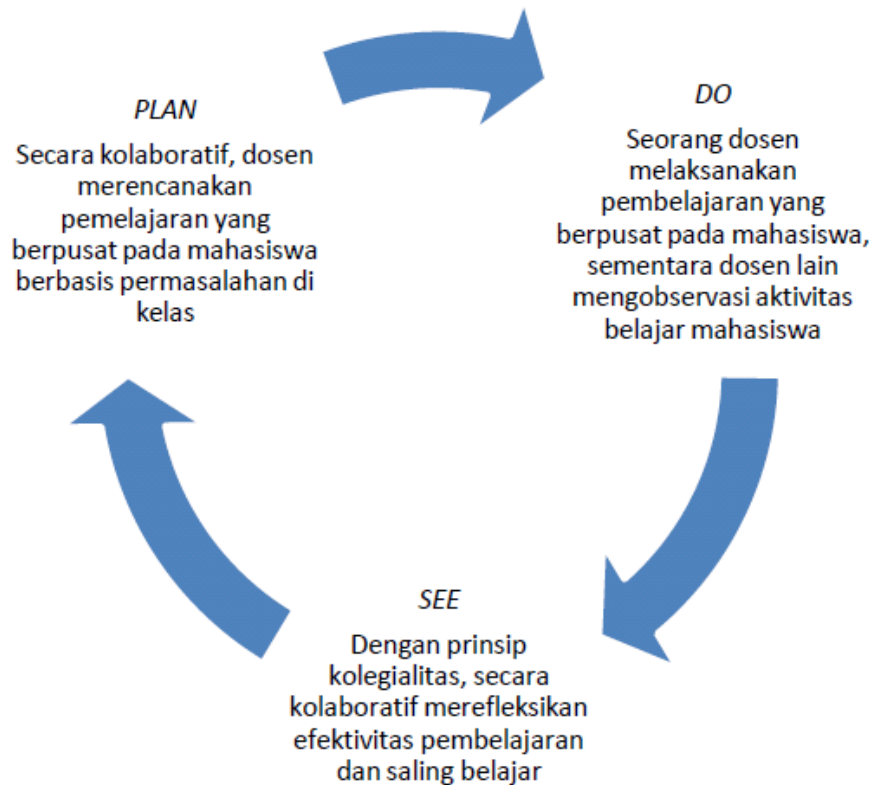 PLAN
Secara kolaboratif, dosen
merencanakan
pemelajaran yang
berpusat pada mahasiswa
berbasis permasalahan di
kelas
DO
Seorang dosen
melaksanakan
pembelajaran yang
berpusat pada mahasiswa,
sementara dosen lain
mengobservasi aktivitas
belajar mahasiswa
SEE
Dengan prinsip
kolegialitas, secara
kolaboratif merefleksikan
efektivitas pembelajaran
dan saling belajar